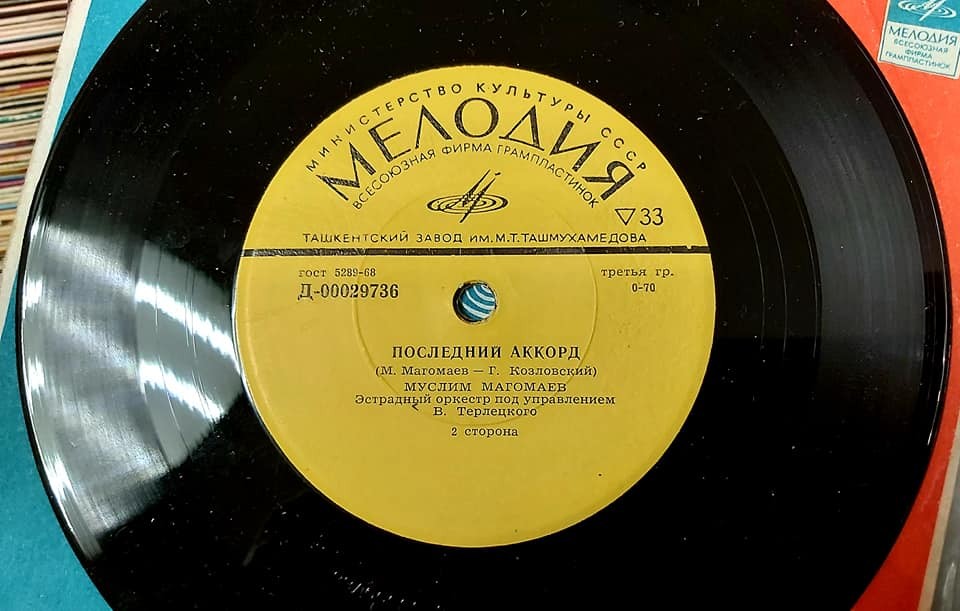 МИНИСТЕРСТВО КУЛЬТУРЫ СССР
МЕЛОДИЯ
ВСЕСОЮЗНАЯ ФИРМА ГРАМПЛАСТИНОК
▽33
ТАШКЕНТСКИЙ ЗАВОД ИМ. М.Т.ТАШМУХАМЕДОВА
гост 5289-68
третья гр.
Д-00029736
0-70
ПОСЛЕДНИЙ АККОРД
(М. Магомаев — Г. Козловский)
МУСЛИМ МАГОМАЕВ
Эстрадный оркестр под управлением
В. Терлецкого
2 сторона
МЕЛОДИЯ
ВСЕСОЮЗНАЯ
ФИРМА
ГРАМПЛАСТИНОК